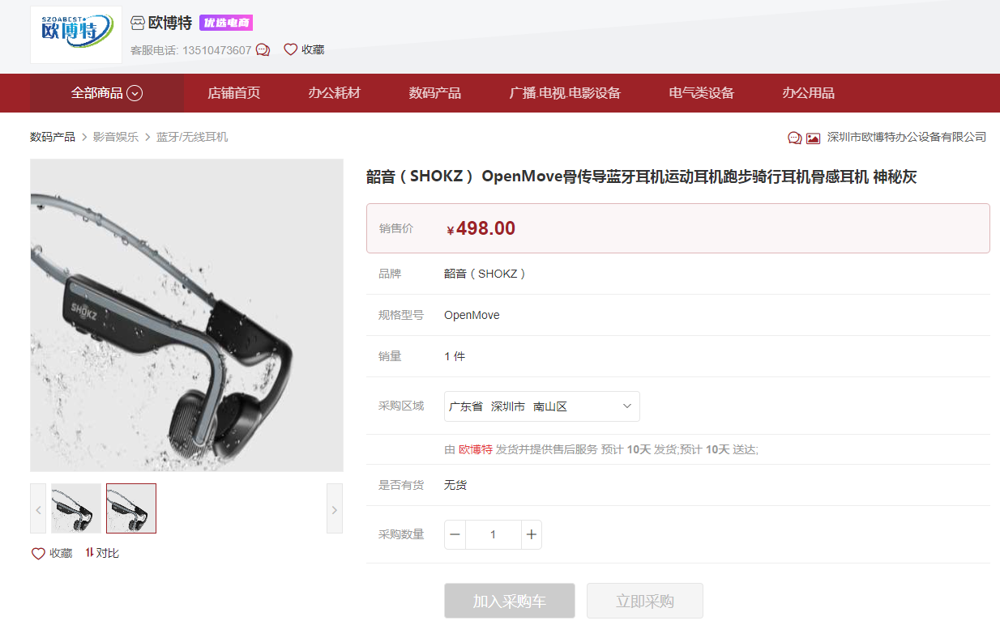 SZOABEST
欧博特
欧博特 优选电商
客服电话: 13510473607 收藏
全部商品 店铺首页 办公耗材 数码产品 广播.电视.电影设备 电气类设备 办公用品
数码产品 > 影音娱乐 > 蓝牙/无线耳机
深圳市欧博特办公设备有限公司
韶音（SHOKZ） OpenMove骨传导蓝牙耳机运动耳机跑步骑行耳机骨感耳机 神秘灰
销售价 ¥498.00
品牌 韶音（SHOKZ）
规格型号 OpenMove
销量 1 件
采购区域 广东省 深圳市 南山区
由 欧博特 发货并提供售后服务 预计 10天 发货;预计 10天 送达;
是否有货 无货
采购数量 − 1 +
加入采购车 立即采购
SHOKZ
收藏 对比